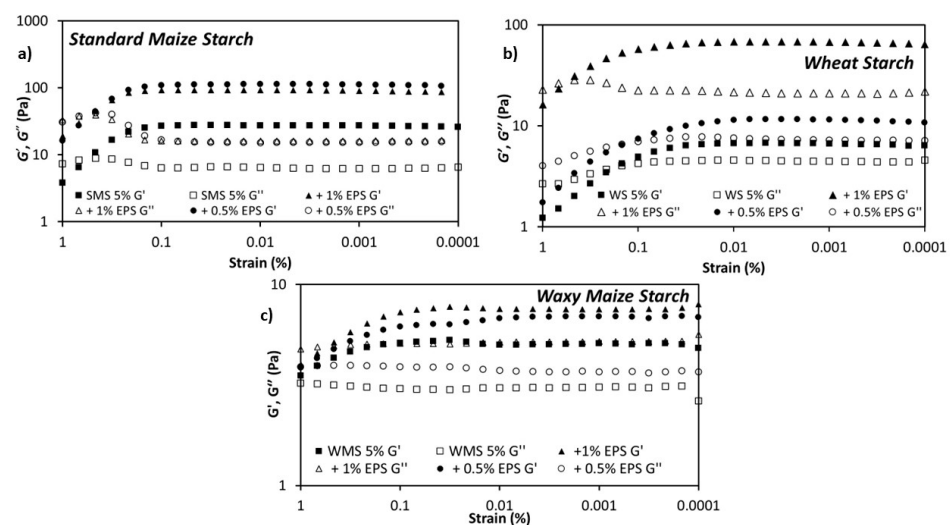 a)
Standard Maize Starch
1000
100
10
1
G', G'' (Pa)
SMS 5% G' SMS 5% G'' + 1% EPS G'
+ 1% EPS G'' + 0.5% EPS G' + 0.5% EPS G''
1 0.1 0.01 0.001 0.0001
Strain (%)
b)
Wheat Starch
100
10
1
G', G'' (Pa)
WS 5% G' WS 5% G'' + 1% EPS G'
+ 1% EPS G'' + 0.5% EPS G' + 0.5% EPS G''
1 0.1 0.01 0.001 0.0001
Strain (%)
c)
Waxy Maize Starch
10
1
G', G'' (Pa)
WMS 5% G' WMS 5% G'' +1% EPS G'
+ 1% EPS G'' + 0.5% EPS G' + 0.5% EPS G''
1 0.1 0.01 0.001 0.0001
Strain (%)